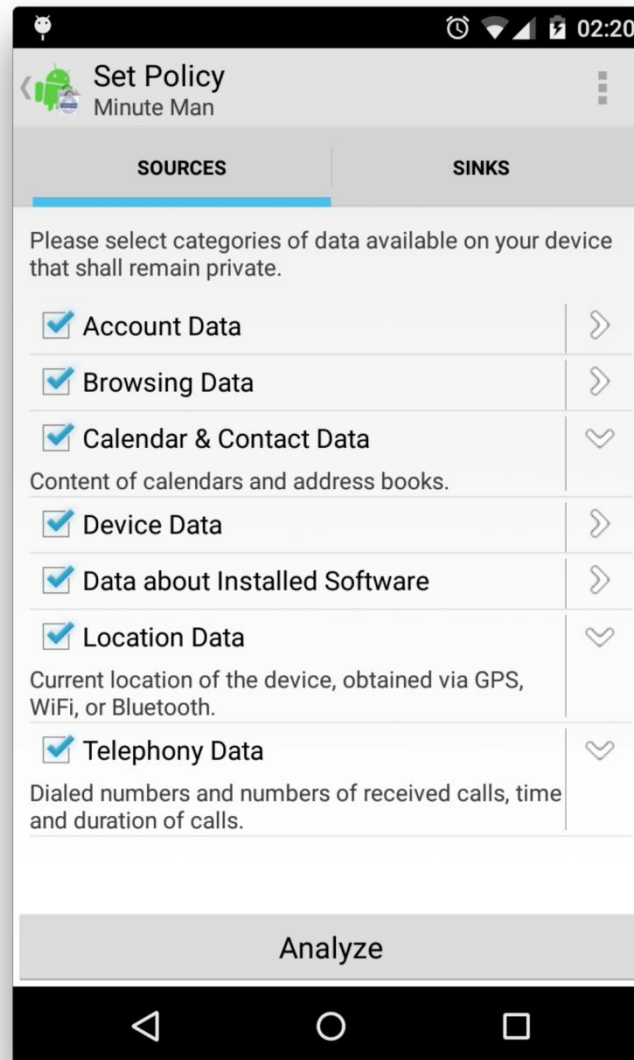 02:20
Set Policy
Minute Man
SOURCES
SINKS
Please select categories of data available on your device
that shall remain private.
Account Data
Browsing Data
Calendar & Contact Data
Content of calendars and address books.
Device Data
Data about Installed Software
Location Data
Current location of the device, obtained via GPS,
WiFi, or Bluetooth.
Telephony Data
Dialed numbers and numbers of received calls, time
and duration of calls.
Analyze